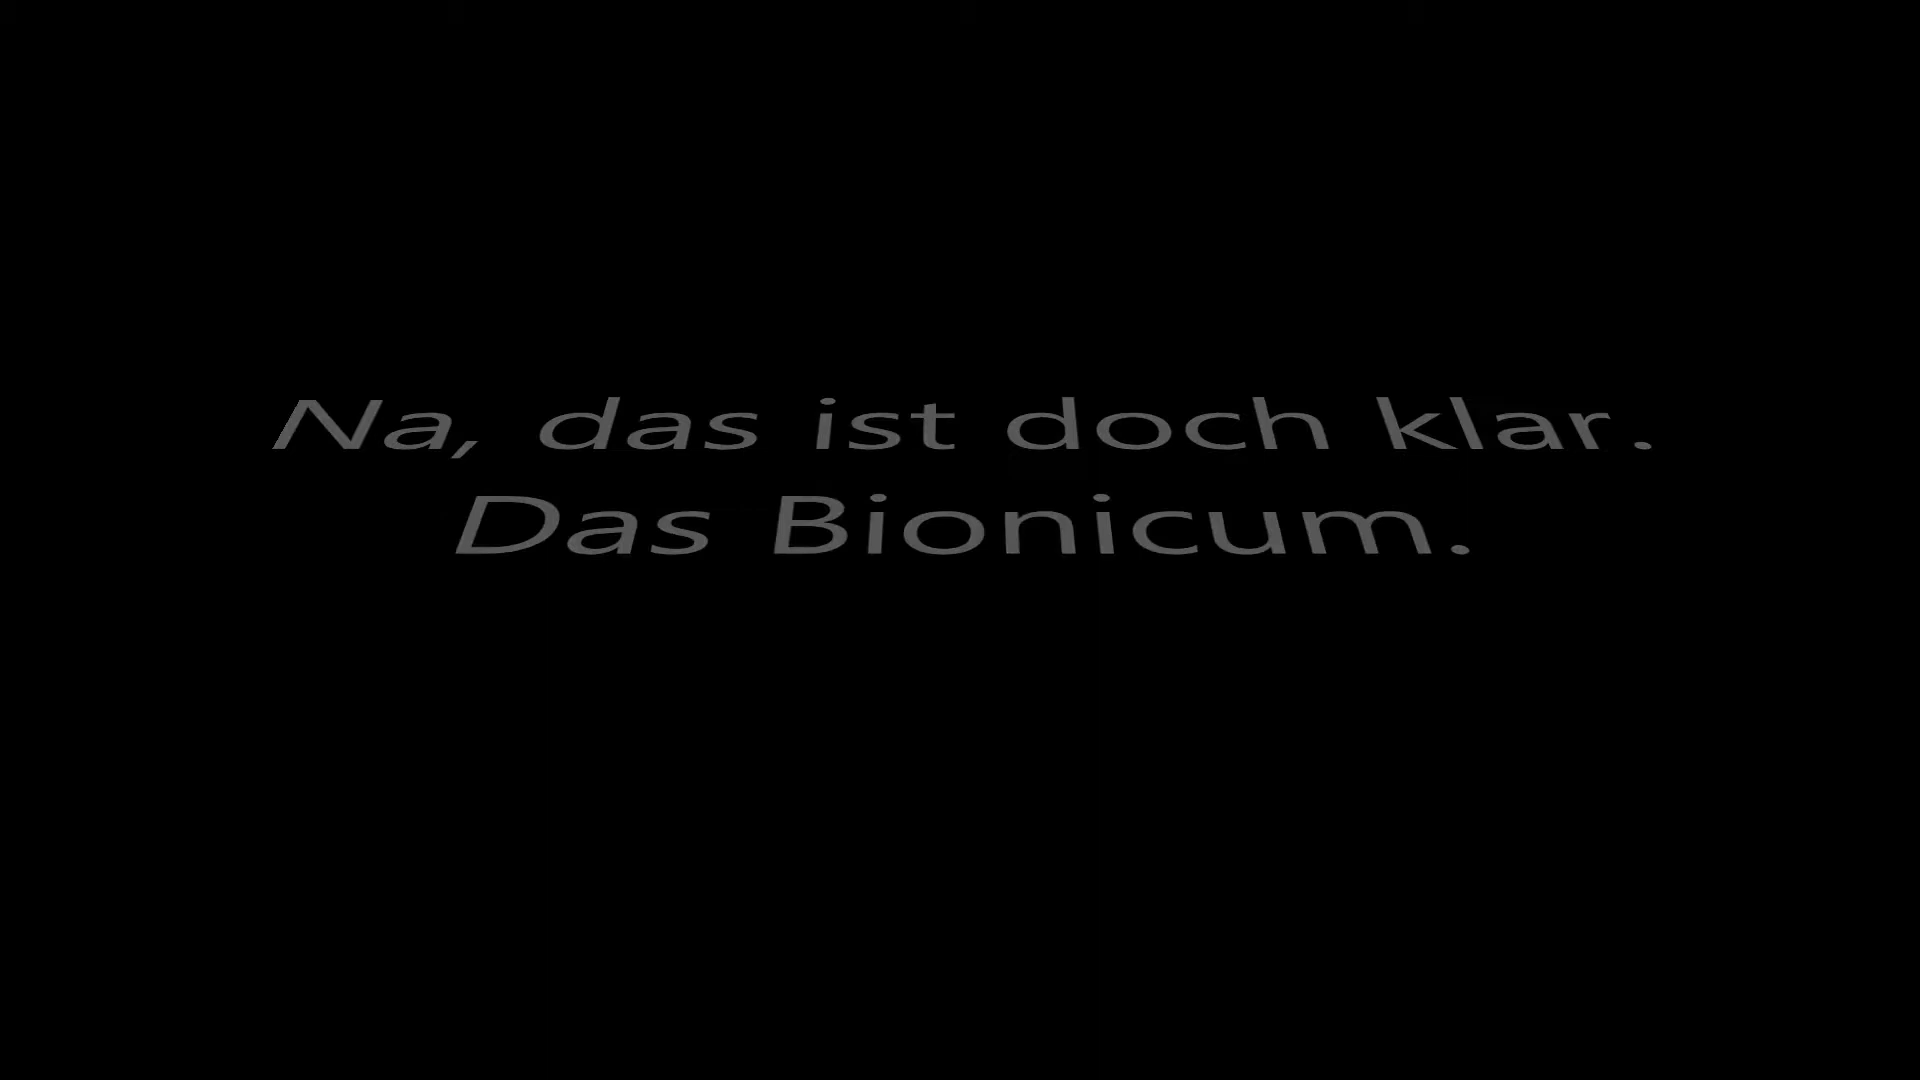 Na, das ist doch klar.
Das Bionicum.